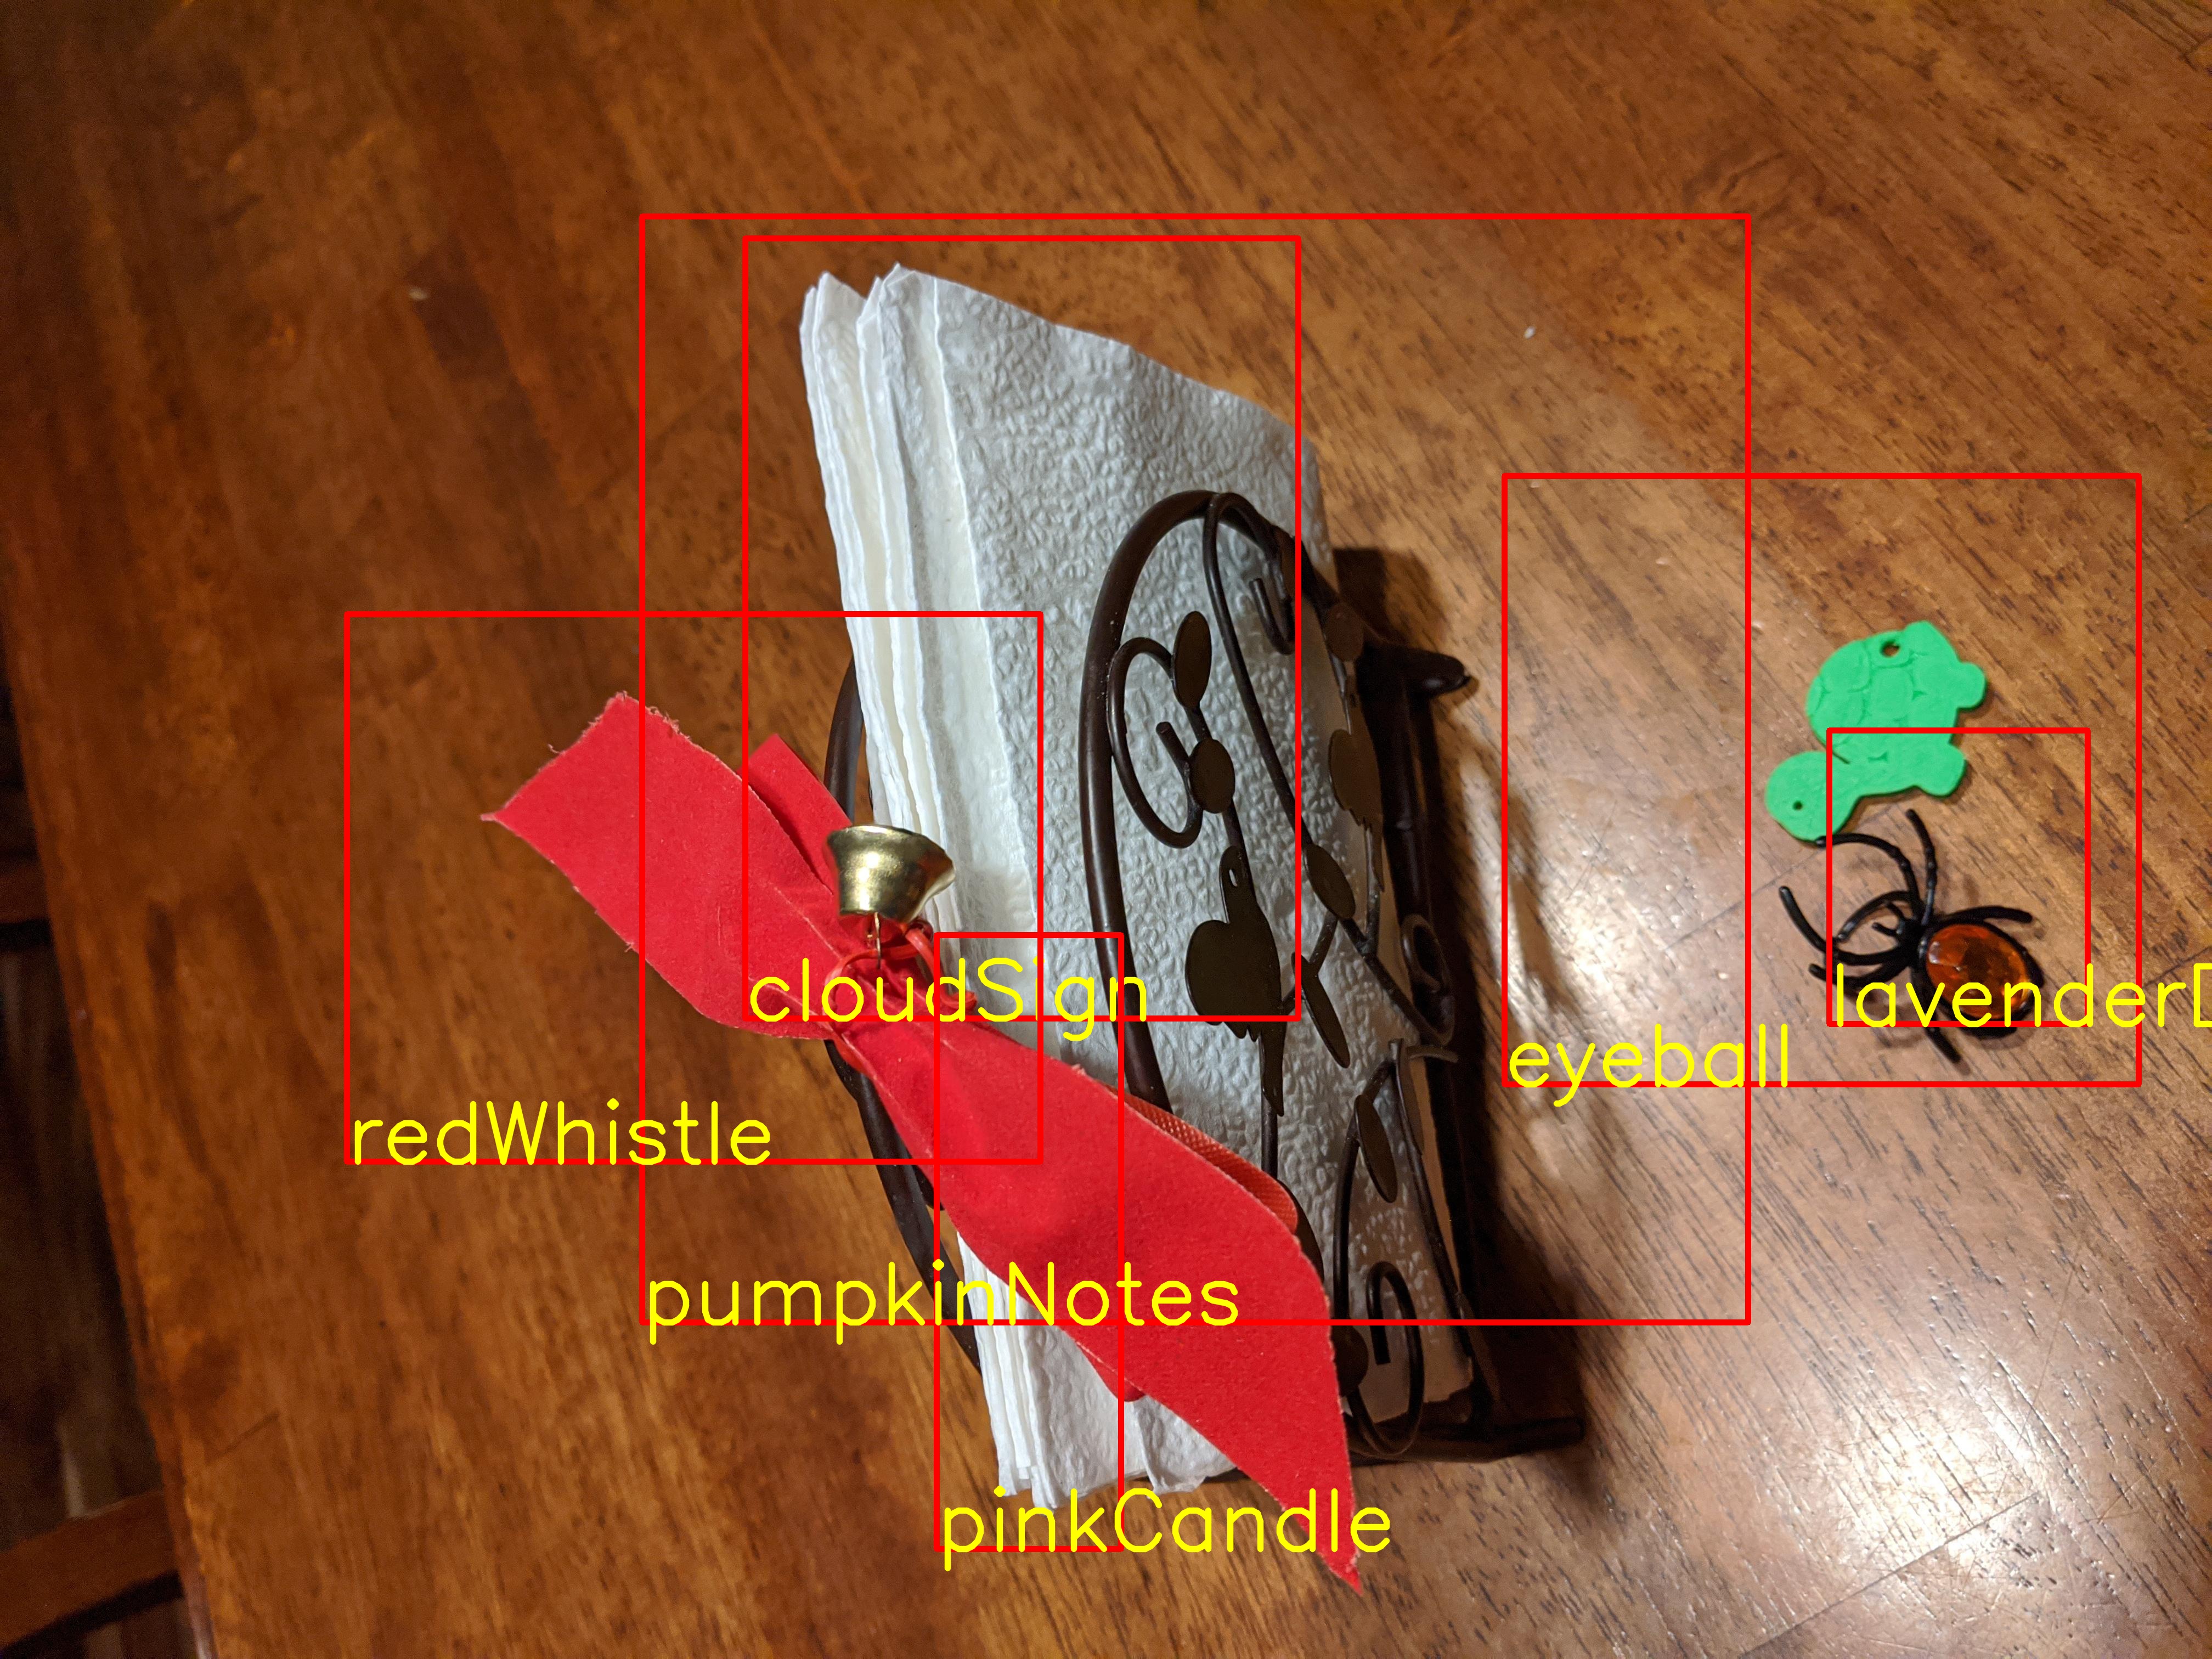 cloudSign
lavenderD
eyeball
redWhistle
pumpkinNotes
pinkCandle